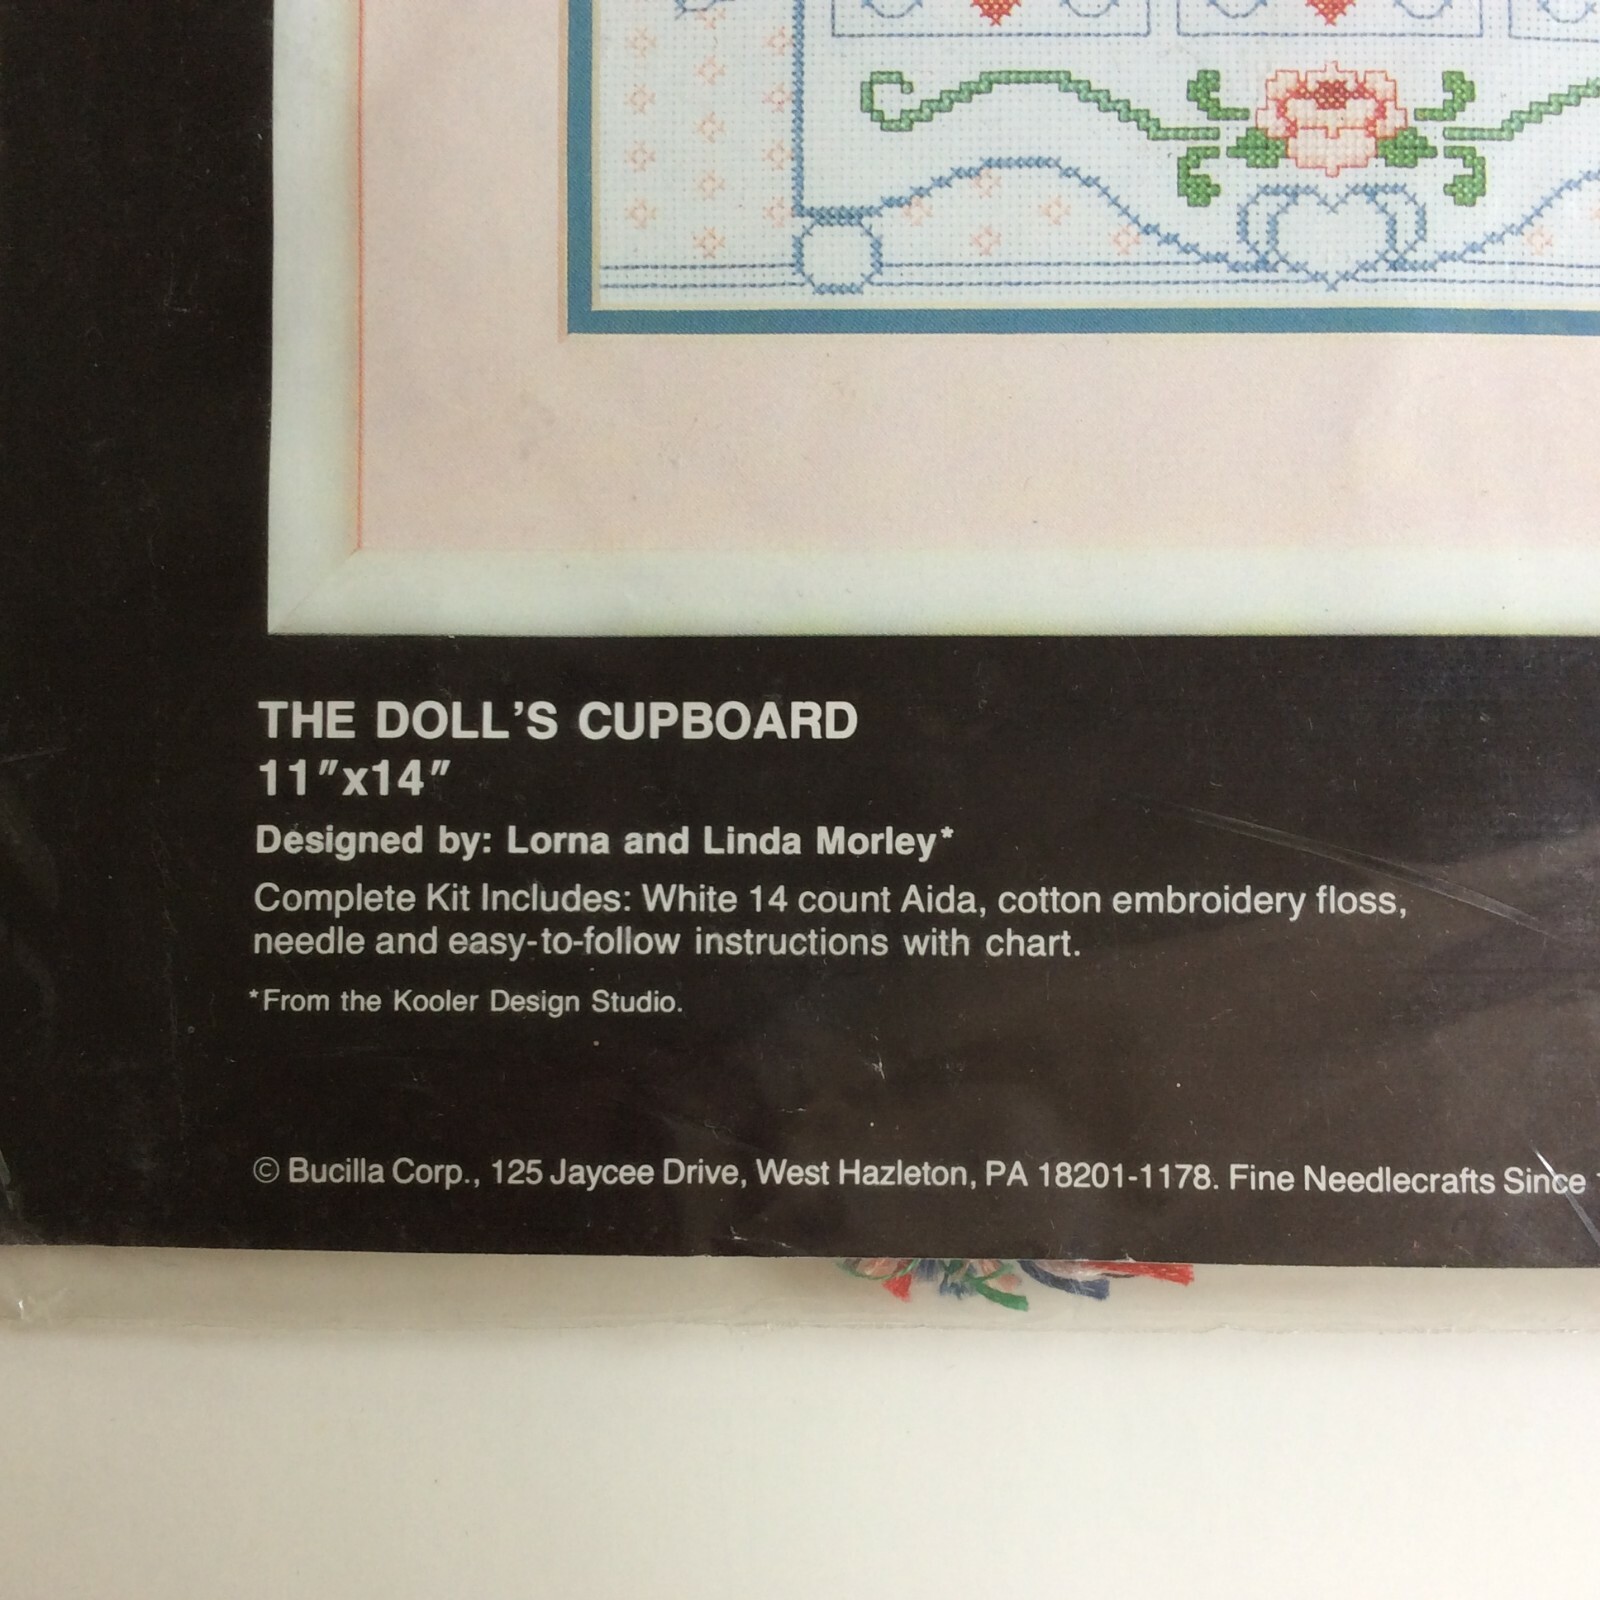 THE DOLL'S CUPBOARD
11"x14"
Designed by: Lorna and Linda Morley*
Complete Kit Includes: White 14 count Aida, cotton embroidery floss,
needle and easy-to-follow instructions with chart.
*From the Kooler Design Studio.
© Bucilla Corp., 125 Jaycee Drive, West Hazleton, PA 18201-1178. Fine Needlecrafts Since